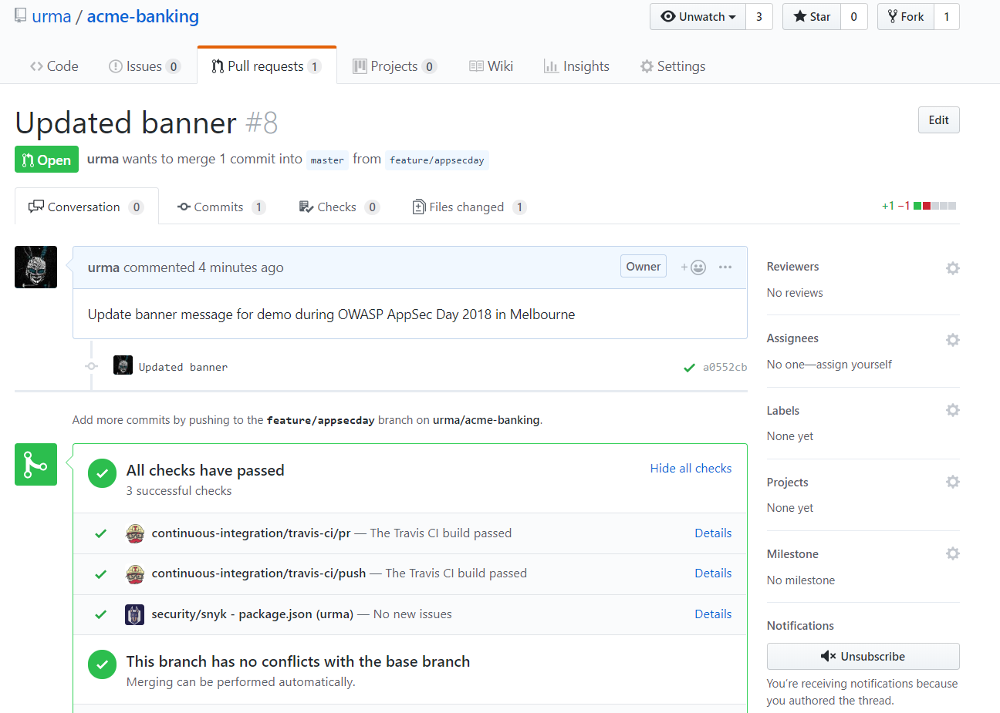 urma / acme-banking
Unwatch 3 Star 0 Fork 1
Code Issues 0 Pull requests 1 Projects 0 Wiki Insights Settings
Updated banner #8
Edit
Open urma wants to merge 1 commit into master from feature/appsecday
Conversation 0 Commits 1 Checks 0 Files changed 1
+1 −1
urma commented 4 minutes ago
Owner
Update banner message for demo during OWASP AppSec Day 2018 in Melbourne
Updated banner a0552cb
Add more commits by pushing to the feature/appsecday branch on urma/acme-banking.
All checks have passed
Hide all checks
3 successful checks
continuous-integration/travis-ci/pr — The Travis CI build passed Details
continuous-integration/travis-ci/push — The Travis CI build passed Details
security/snyk - package.json (urma) — No new issues Details
This branch has no conflicts with the base branch
Merging can be performed automatically.
Reviewers
No reviews
Assignees
No one—assign yourself
Labels
None yet
Projects
None yet
Milestone
No milestone
Notifications
Unsubscribe
You’re receiving notifications because
you authored the thread.